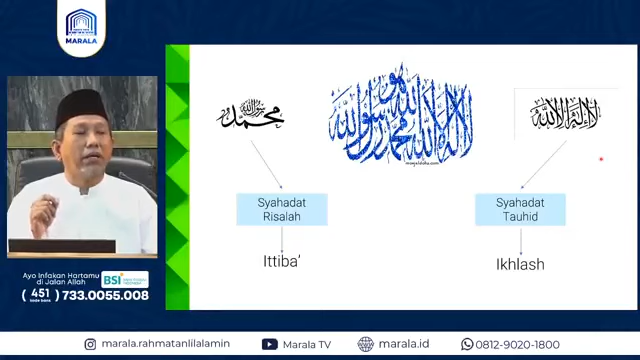 MARALA
محمد رسول الله
لا إله إلا الله محمد رسول الله
لا إله إلا الله
Syahadat
Risalah
Syahadat
Tauhid
Ittiba’
Ikhlash
Ayo Infakan Hartamu
di Jalan Allah
BSI
( 451 ) 733.0055.008
kode bank
marala.rahmatanlilalamin
Marala TV
marala.id
0812-9020-1800